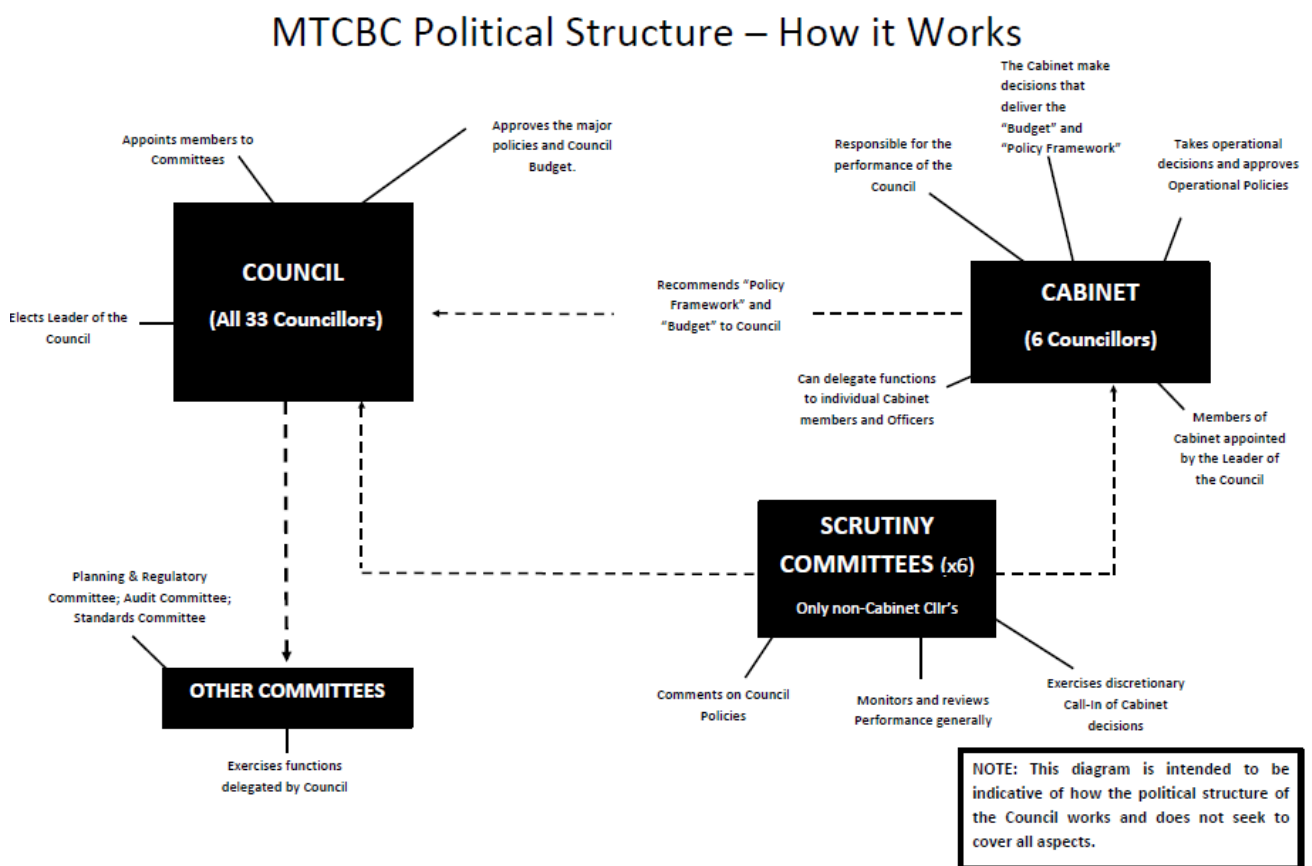 MTCBC Political Structure – How it Works
Appoints members to
Committees
Approves the major
policies and Council
Budget.
COUNCIL
(All 33 Councillors)
Elects Leader of the
Council
Recommends “Policy
Framework” and
“Budget” to Council
Responsible for the
performance of the
Council
The Cabinet make
decisions that
deliver the
“Budget” and
“Policy Framework”
Takes operational
decisions and approves
Operational Policies
CABINET
(6 Councillors)
Can delegate functions
to individual Cabinet
members and Officers
Members of
Cabinet appointed
by the Leader of
the Council
SCRUTINY
COMMITTEES (x6)
Only non-Cabinet Cllr’s
Comments on Council
Policies
Monitors and reviews
Performance generally
Exercises discretionary
Call-In of Cabinet
decisions
Planning & Regulatory
Committee; Audit Committee;
Standards Committee
OTHER COMMITTEES
Exercises functions
delegated by Council
NOTE: This diagram is intended to be
indicative of how the political structure of
the Council works and does not seek to
cover all aspects.